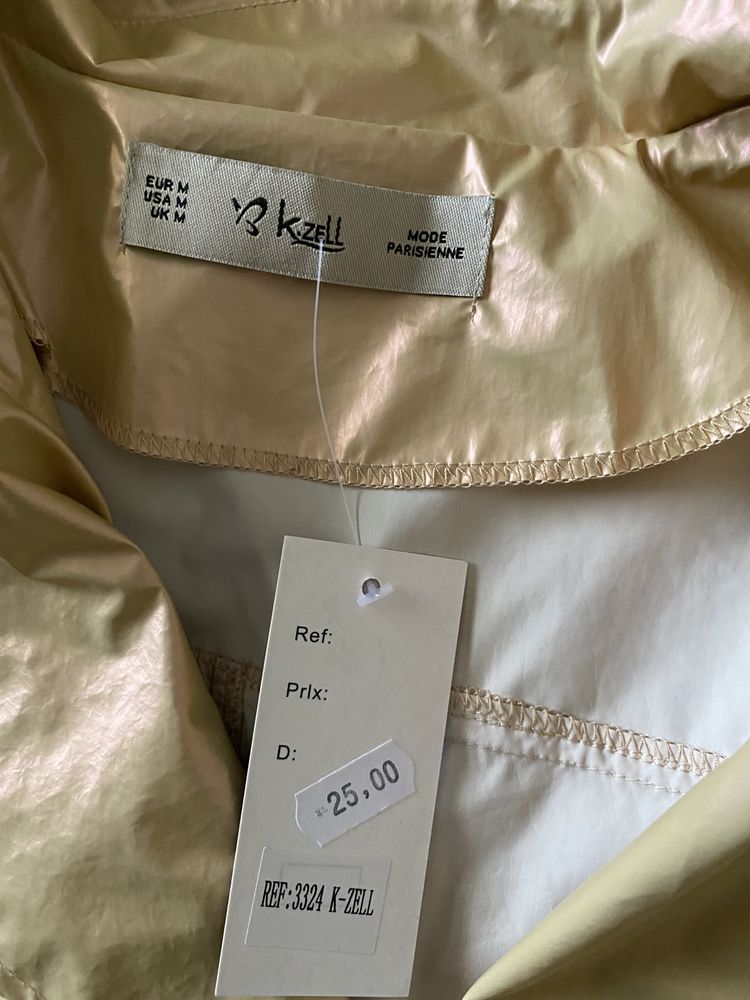 EUR M
USA M
UK M
K.ZELL
MODE
PARISIENNE
Ref:
PrIx:
D:
25,00
REF:3324 K-ZELL